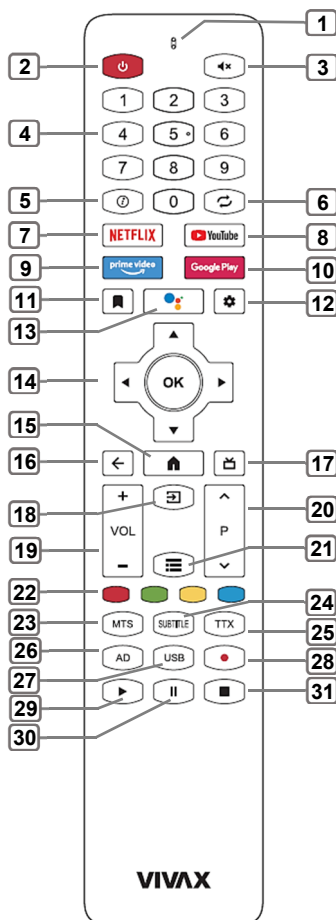 1
2
3
1 2 3
4
4 5 6
7 8 9
5
0
6
7
NETFLIX
YouTube
8
9
prime video
Google Play
10
11
12
13
14
OK
15
16
17
18
+
VOL
-
P
19
20
21
22
23
MTS
SUBTITLE
TTX
24
25
26
AD
USB
27
28
29
30
31
VIVAX